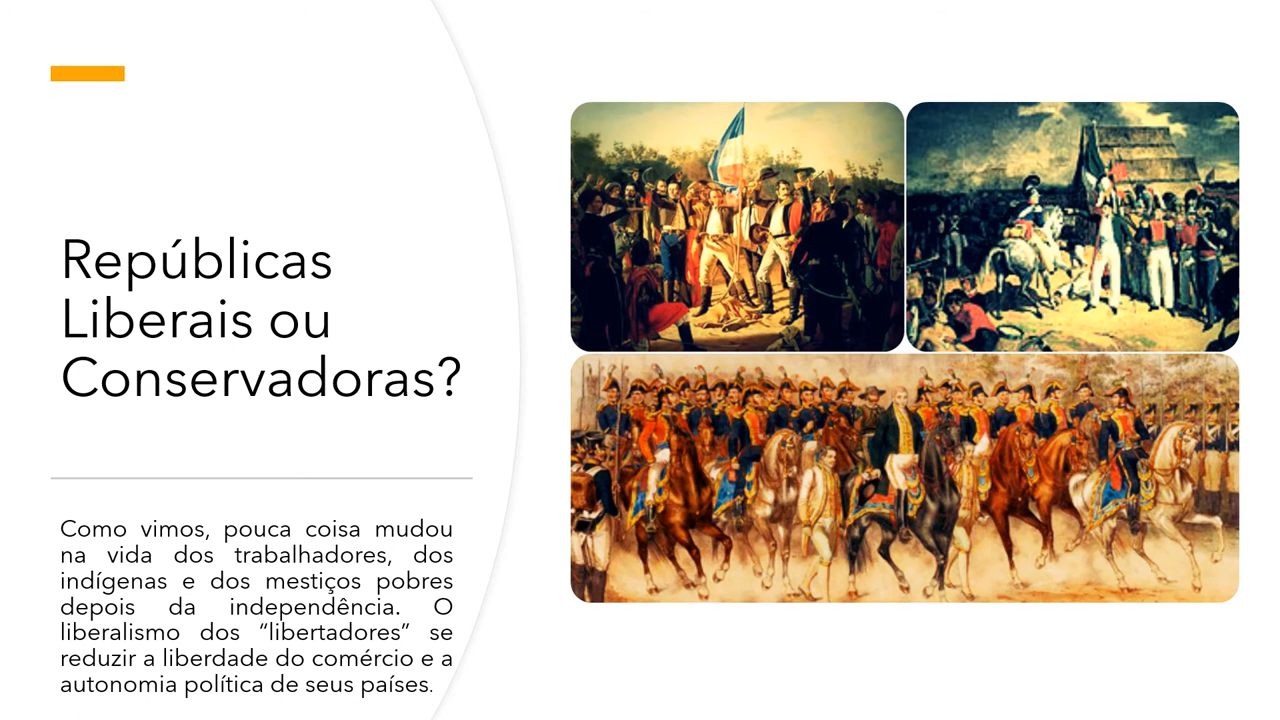 Repúblicas
Liberais ou
Conservadoras?
Como vimos, pouca coisa mudou
na vida dos trabalhadores, dos
indígenas e dos mestiços pobres
depois da independência. O
liberalismo dos “libertadores” se
reduzir a liberdade do comércio e a
autonomia política de seus países.